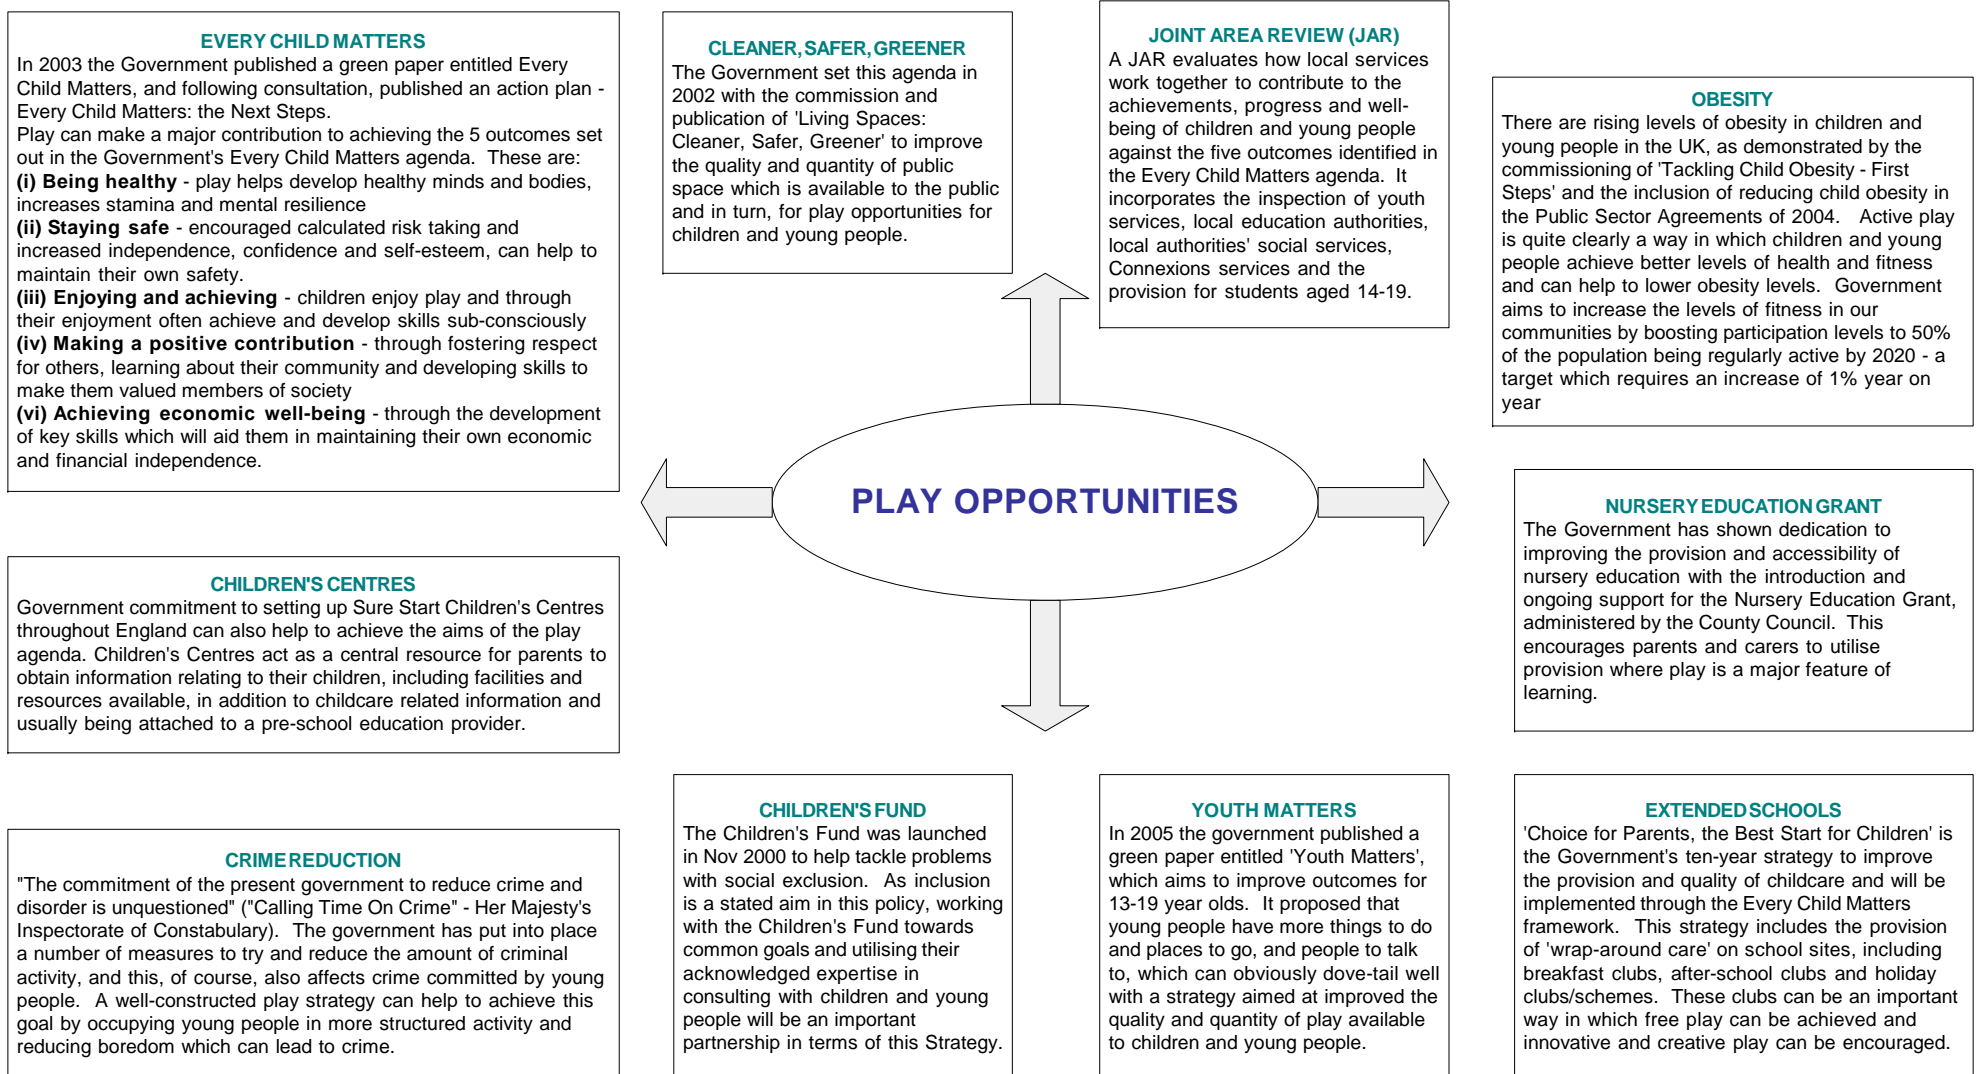 EVERY CHILD MATTERS
In 2003 the Government published a green paper entitled Every
Child Matters, and following consultation, published an action plan -
Every Child Matters: the Next Steps.
Play can make a major contribution to achieving the 5 outcomes set
out in the Government's Every Child Matters agenda. These are:
(i) Being healthy - play helps develop healthy minds and bodies,
increases stamina and mental resilience
(ii) Staying safe - encouraged calculated risk taking and
increased independence, confidence and self-esteem, can help to
maintain their own safety.
(iii) Enjoying and achieving - children enjoy play and through
their enjoyment often achieve and develop skills sub-consciously
(iv) Making a positive contribution - through fostering respect
for others, learning about their community and developing skills to
make them valued members of society
(vi) Achieving economic well-being - through the development
of key skills which will aid them in maintaining their own economic
and financial independence.
CLEANER, SAFER, GREENER
The Government set this agenda in
2002 with the commission and
publication of 'Living Spaces:
Cleaner, Safer, Greener' to improve
the quality and quantity of public
space which is available to the public
and in turn, for play opportunities for
children and young people.
JOINT AREA REVIEW (JAR)
A JAR evaluates how local services
work together to contribute to the
achievements, progress and well-
being of children and young people
against the five outcomes identified in
the Every Child Matters agenda. It
incorporates the inspection of youth
services, local education authorities,
local authorities' social services,
Connexions services and the
provision for students aged 14-19.
OBESITY
There are rising levels of obesity in children and
young people in the UK, as demonstrated by the
commissioning of 'Tackling Child Obesity - First
Steps' and the inclusion of reducing child obesity in
the Public Sector Agreements of 2004. Active play
is quite clearly a way in which children and young
people achieve better levels of health and fitness
and can help to lower obesity levels. Government
aims to increase the levels of fitness in our
communities by boosting participation levels to 50%
of the population being regularly active by 2020 - a
target which requires an increase of 1% year on
year
PLAY OPPORTUNITIES
NURSERY EDUCATION GRANT
The Government has shown dedication to
improving the provision and accessibility of
nursery education with the introduction and
ongoing support for the Nursery Education Grant,
administered by the County Council. This
encourages parents and carers to utilise
provision where play is a major feature of
learning.
CHILDREN'S CENTRES
Government commitment to setting up Sure Start Children's Centres
throughout England can also help to achieve the aims of the play
agenda. Children's Centres act as a central resource for parents to
obtain information relating to their children, including facilities and
resources available, in addition to childcare related information and
usually being attached to a pre-school education provider.
CRIME REDUCTION
"The commitment of the present government to reduce crime and
disorder is unquestioned" ("Calling Time On Crime" - Her Majesty's
Inspectorate of Constabulary). The government has put into place
a number of measures to try and reduce the amount of criminal
activity, and this, of course, also affects crime committed by young
people. A well-constructed play strategy can help to achieve this
goal by occupying young people in more structured activity and
reducing boredom which can lead to crime.
CHILDREN'S FUND
The Children's Fund was launched
in Nov 2000 to help tackle problems
with social exclusion. As inclusion
is a stated aim in this policy, working
with the Children's Fund towards
common goals and utilising their
acknowledged expertise in
consulting with children and young
people will be an important
partnership in terms of this Strategy.
YOUTH MATTERS
In 2005 the government published a
green paper entitled 'Youth Matters',
which aims to improve outcomes for
13-19 year olds. It proposed that
young people have more things to do
and places to go, and people to talk
to, which can obviously dove-tail well
with a strategy aimed at improved the
quality and quantity of play available
to children and young people.
EXTENDED SCHOOLS
'Choice for Parents, the Best Start for Children' is
the Government's ten-year strategy to improve
the provision and quality of childcare and will be
implemented through the Every Child Matters
framework. This strategy includes the provision
of 'wrap-around care' on school sites, including
breakfast clubs, after-school clubs and holiday
clubs/schemes. These clubs can be an important
way in which free play can be achieved and
innovative and creative play can be encouraged.